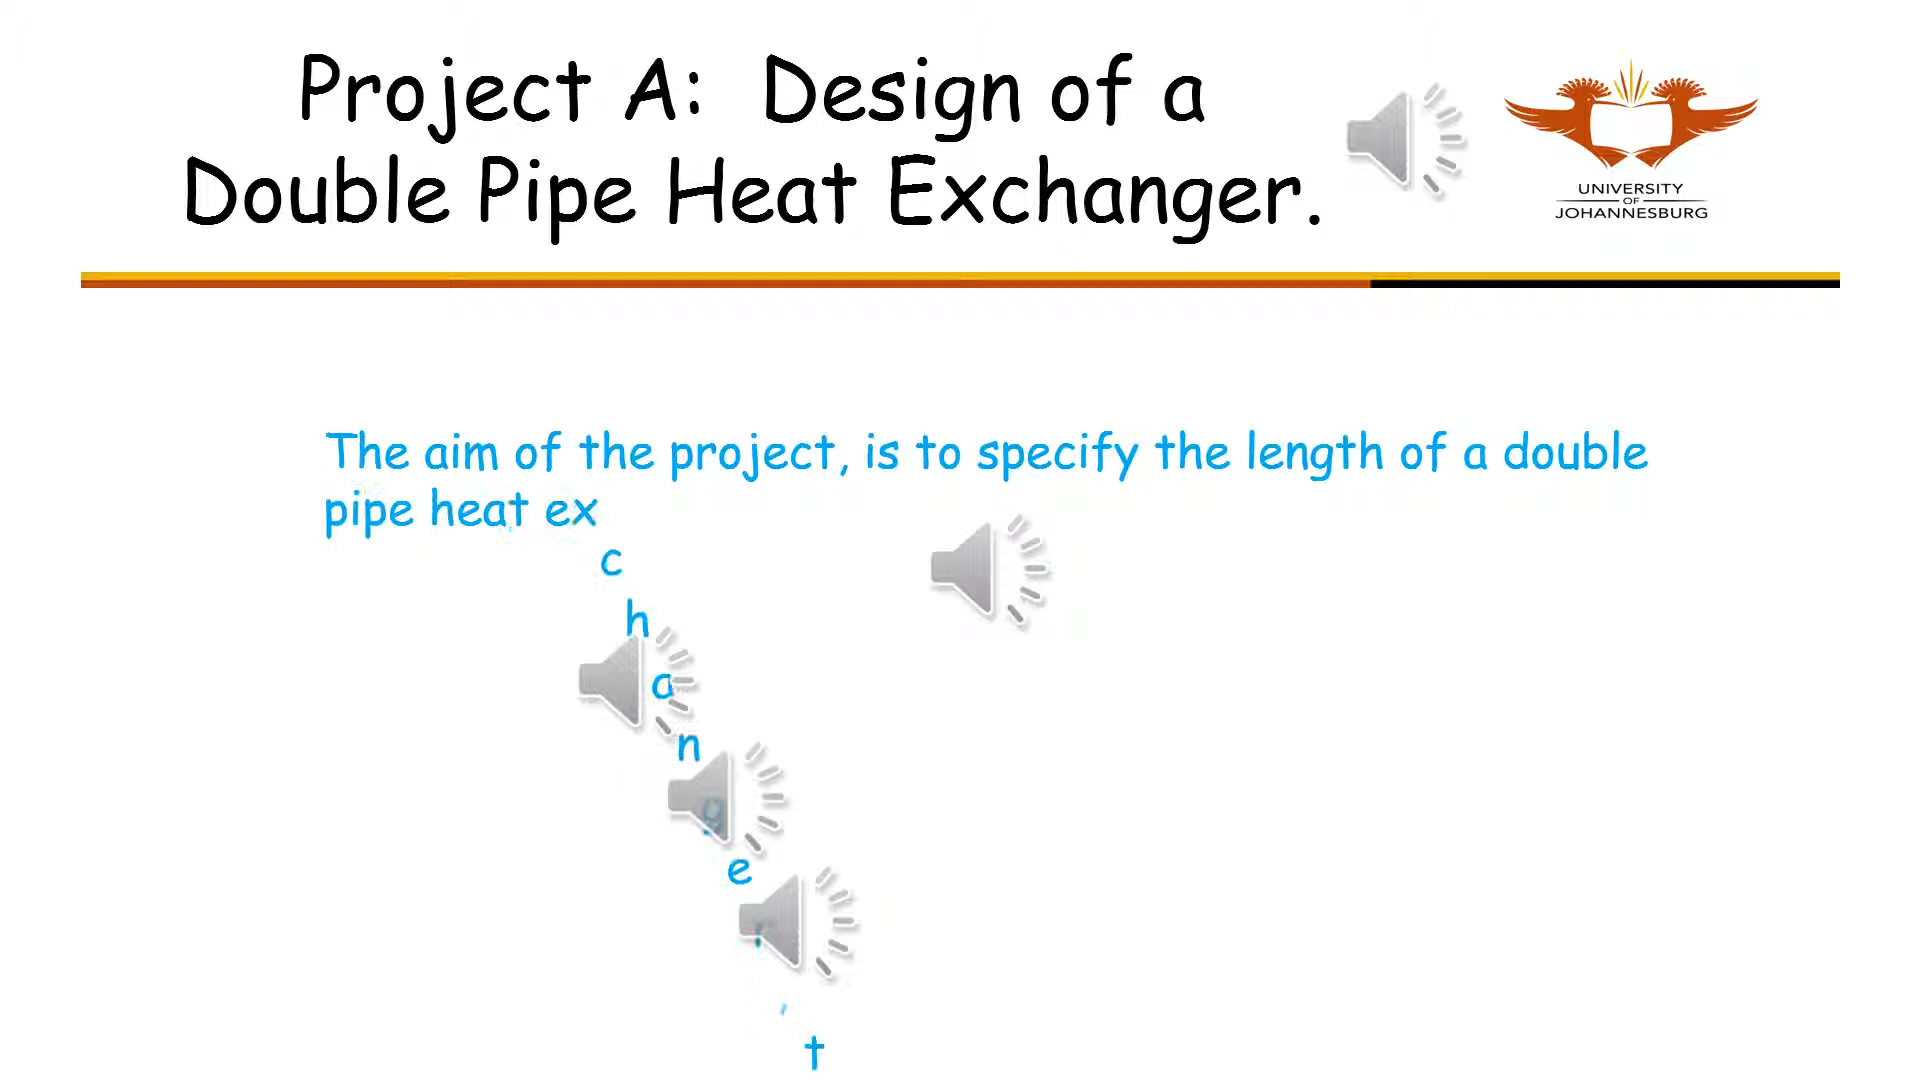 Project A: Design of a
Double Pipe Heat Exchanger.
UNIVERSITY
OF
JOHANNESBURG
The aim of the project, is to specify the length of a double
pipe heat ex
c
h
a
n
g
e
r
,
t